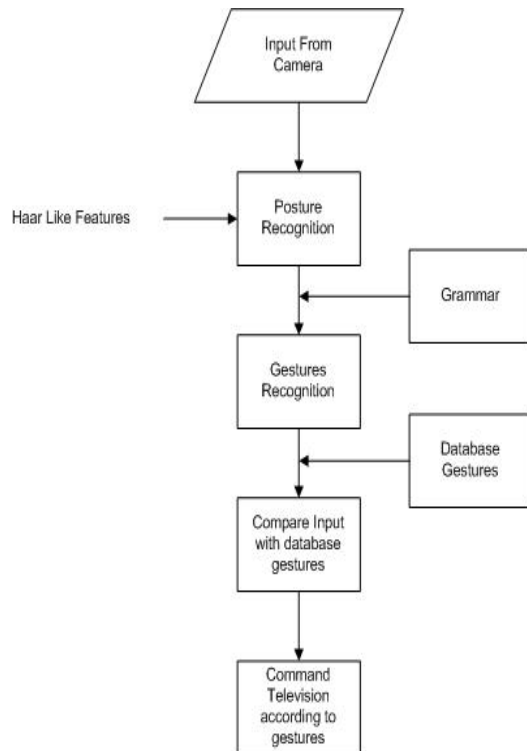 Input From
Camera
Haar Like Features
Posture
Recognition
Grammar
Gestures
Recognition
Database
Gestures
Compare Input
with database
gestures
Command
Television
according to
gestures